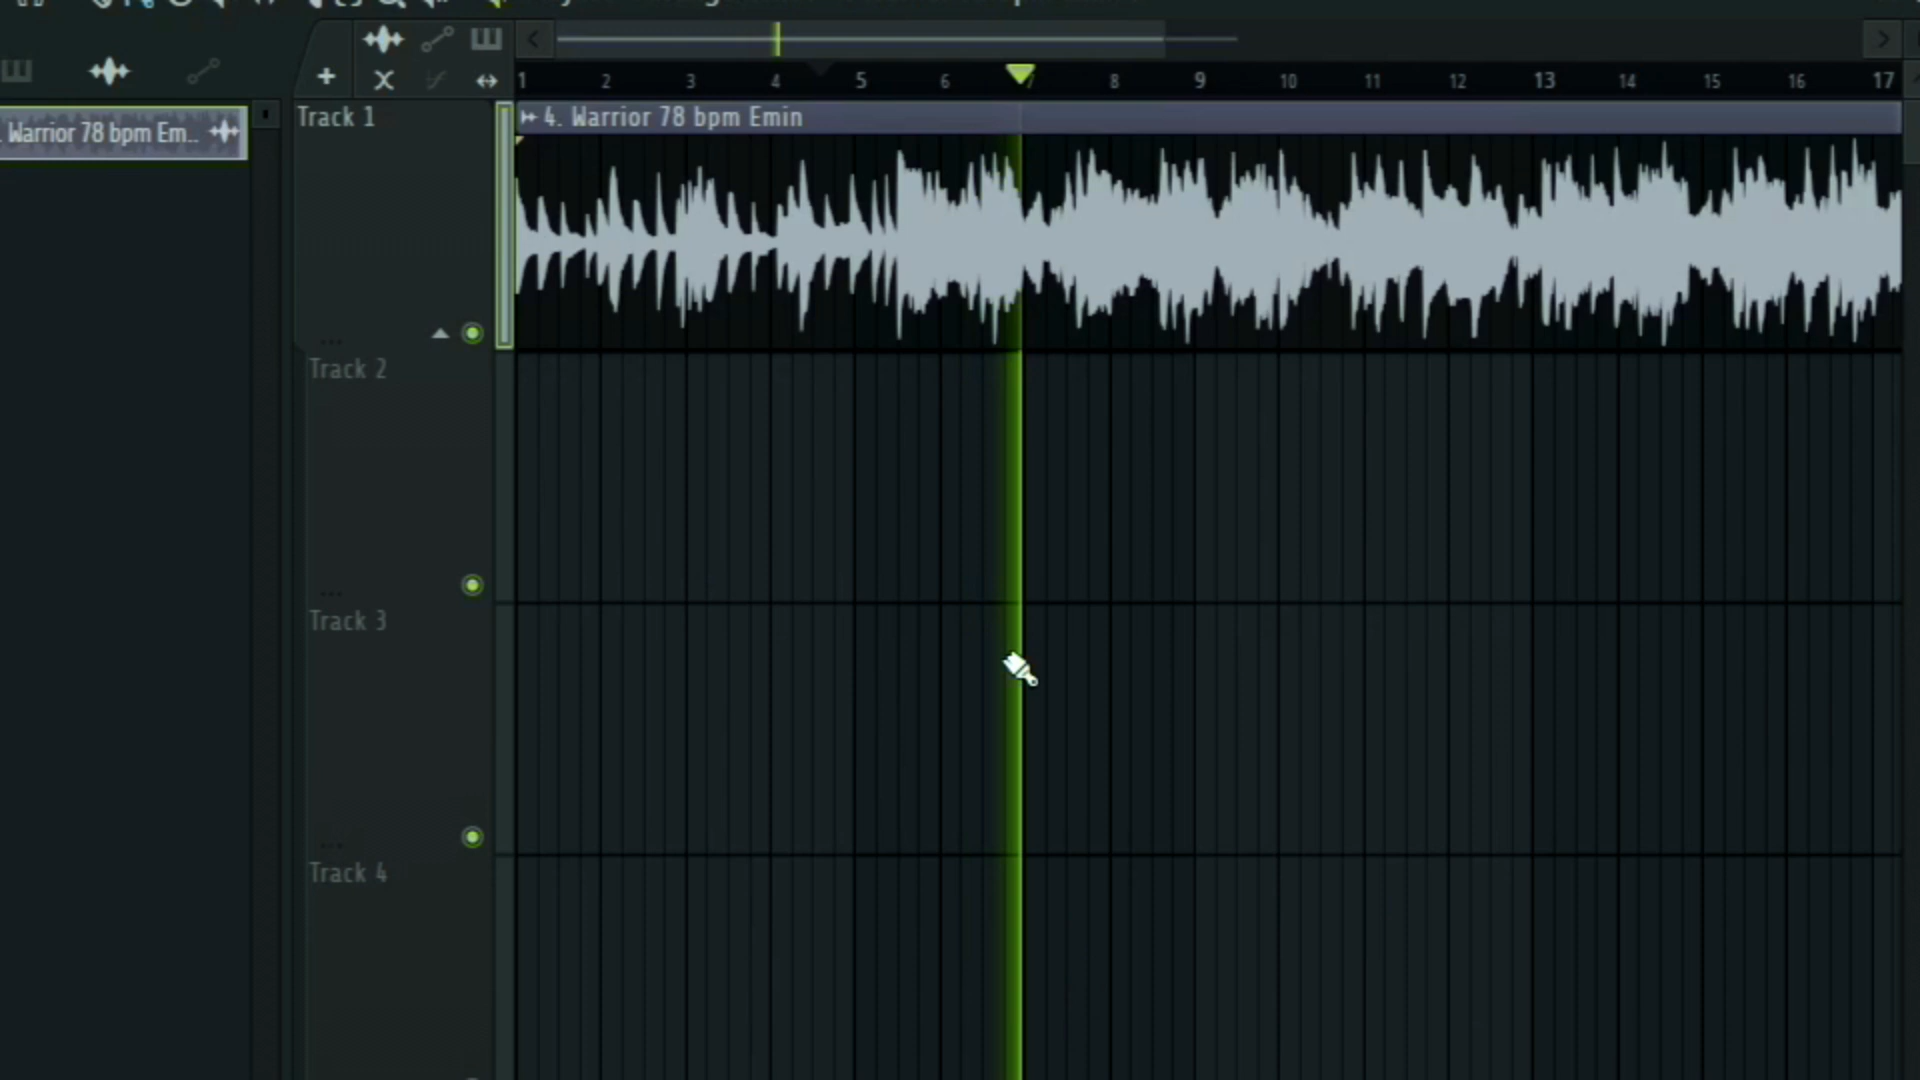 1 2 3 4 5 6 7 8 9 10 11 12 13 14 15 16 17
Track 1
4. Warrior 78 bpm Emin
Warrior 78 bpm Em..
Track 2
Track 3
Track 4